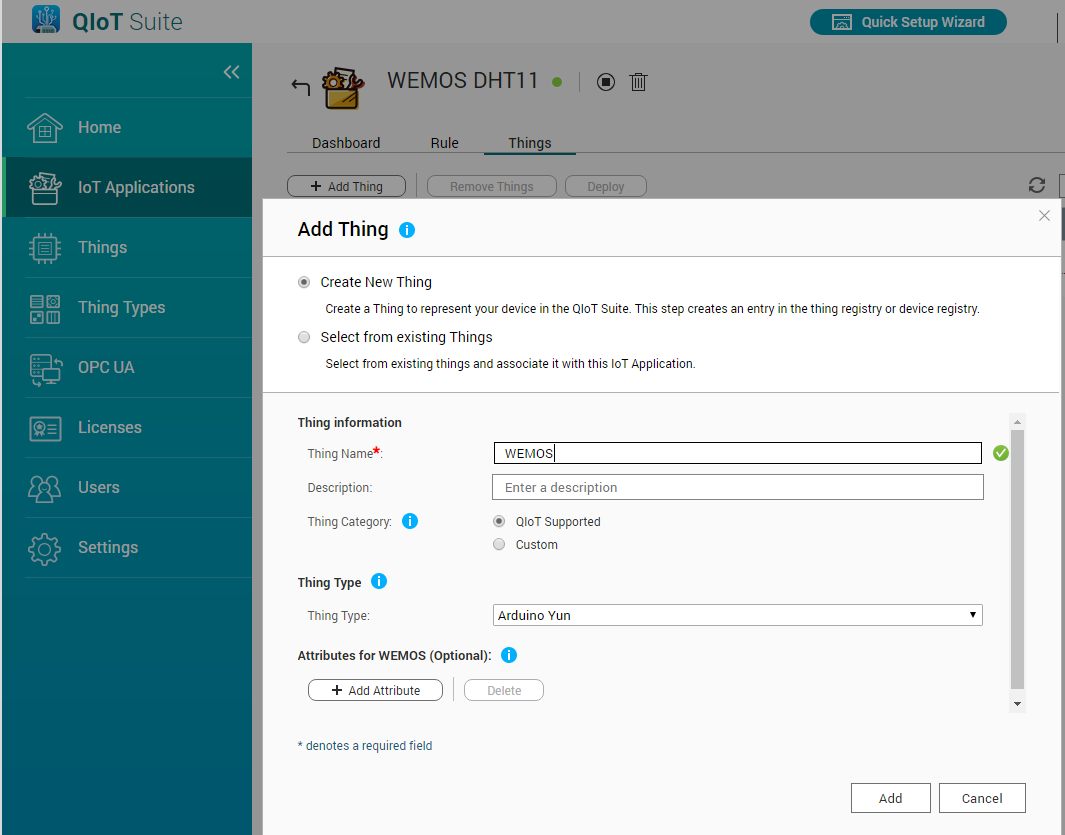 QIoT Suite
Quick Setup Wizard
WEMOS DHT11
Home
IoT Applications
Things
Thing Types
OPC UA
Licenses
Users
Settings
Dashboard Rule Things
+ Add Thing Remove Things Deploy
Add Thing
Create New Thing
Create a Thing to represent your device in the QIoT Suite. This step creates an entry in the thing registry or device registry.
Select from existing Things
Select from existing things and associate it with this IoT Application.
Thing information
Thing Name*: WEMOS
Description: Enter a description
Thing Category: QIoT Supported
Custom
Thing Type
Thing Type: Arduino Yun
Attributes for WEMOS (Optional):
+ Add Attribute Delete
* denotes a required field
Add Cancel